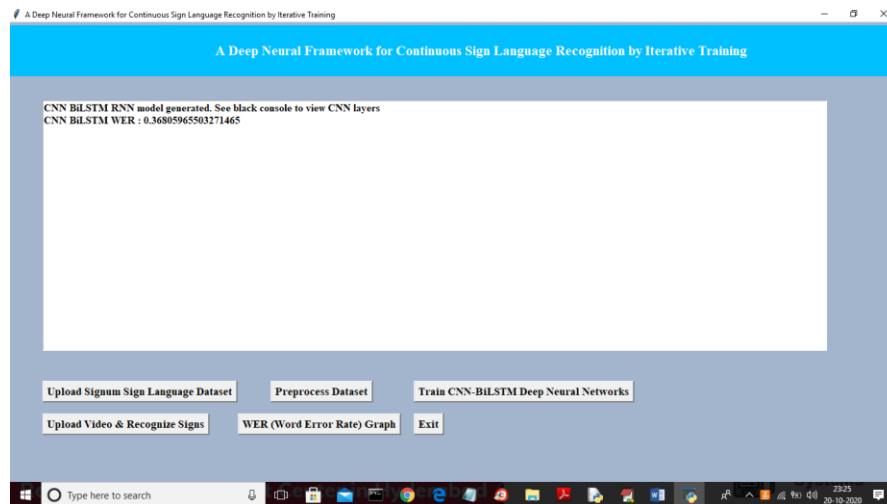 A Deep Neural Framework for Continuous Sign Language Recognition by Iterative Training
A Deep Neural Framework for Continuous Sign Language Recognition by Iterative Training
CNN BiLSTM RNN model generated. See black console to view CNN layers
CNN BiLSTM WER : 0.36805965503271465
Upload Signum Sign Language Dataset
Preprocess Dataset
Train CNN-BiLSTM Deep Neural Networks
Upload Video & Recognize Signs
WER (Word Error Rate) Graph
Exit
Type here to search
23:25
20-10-2020